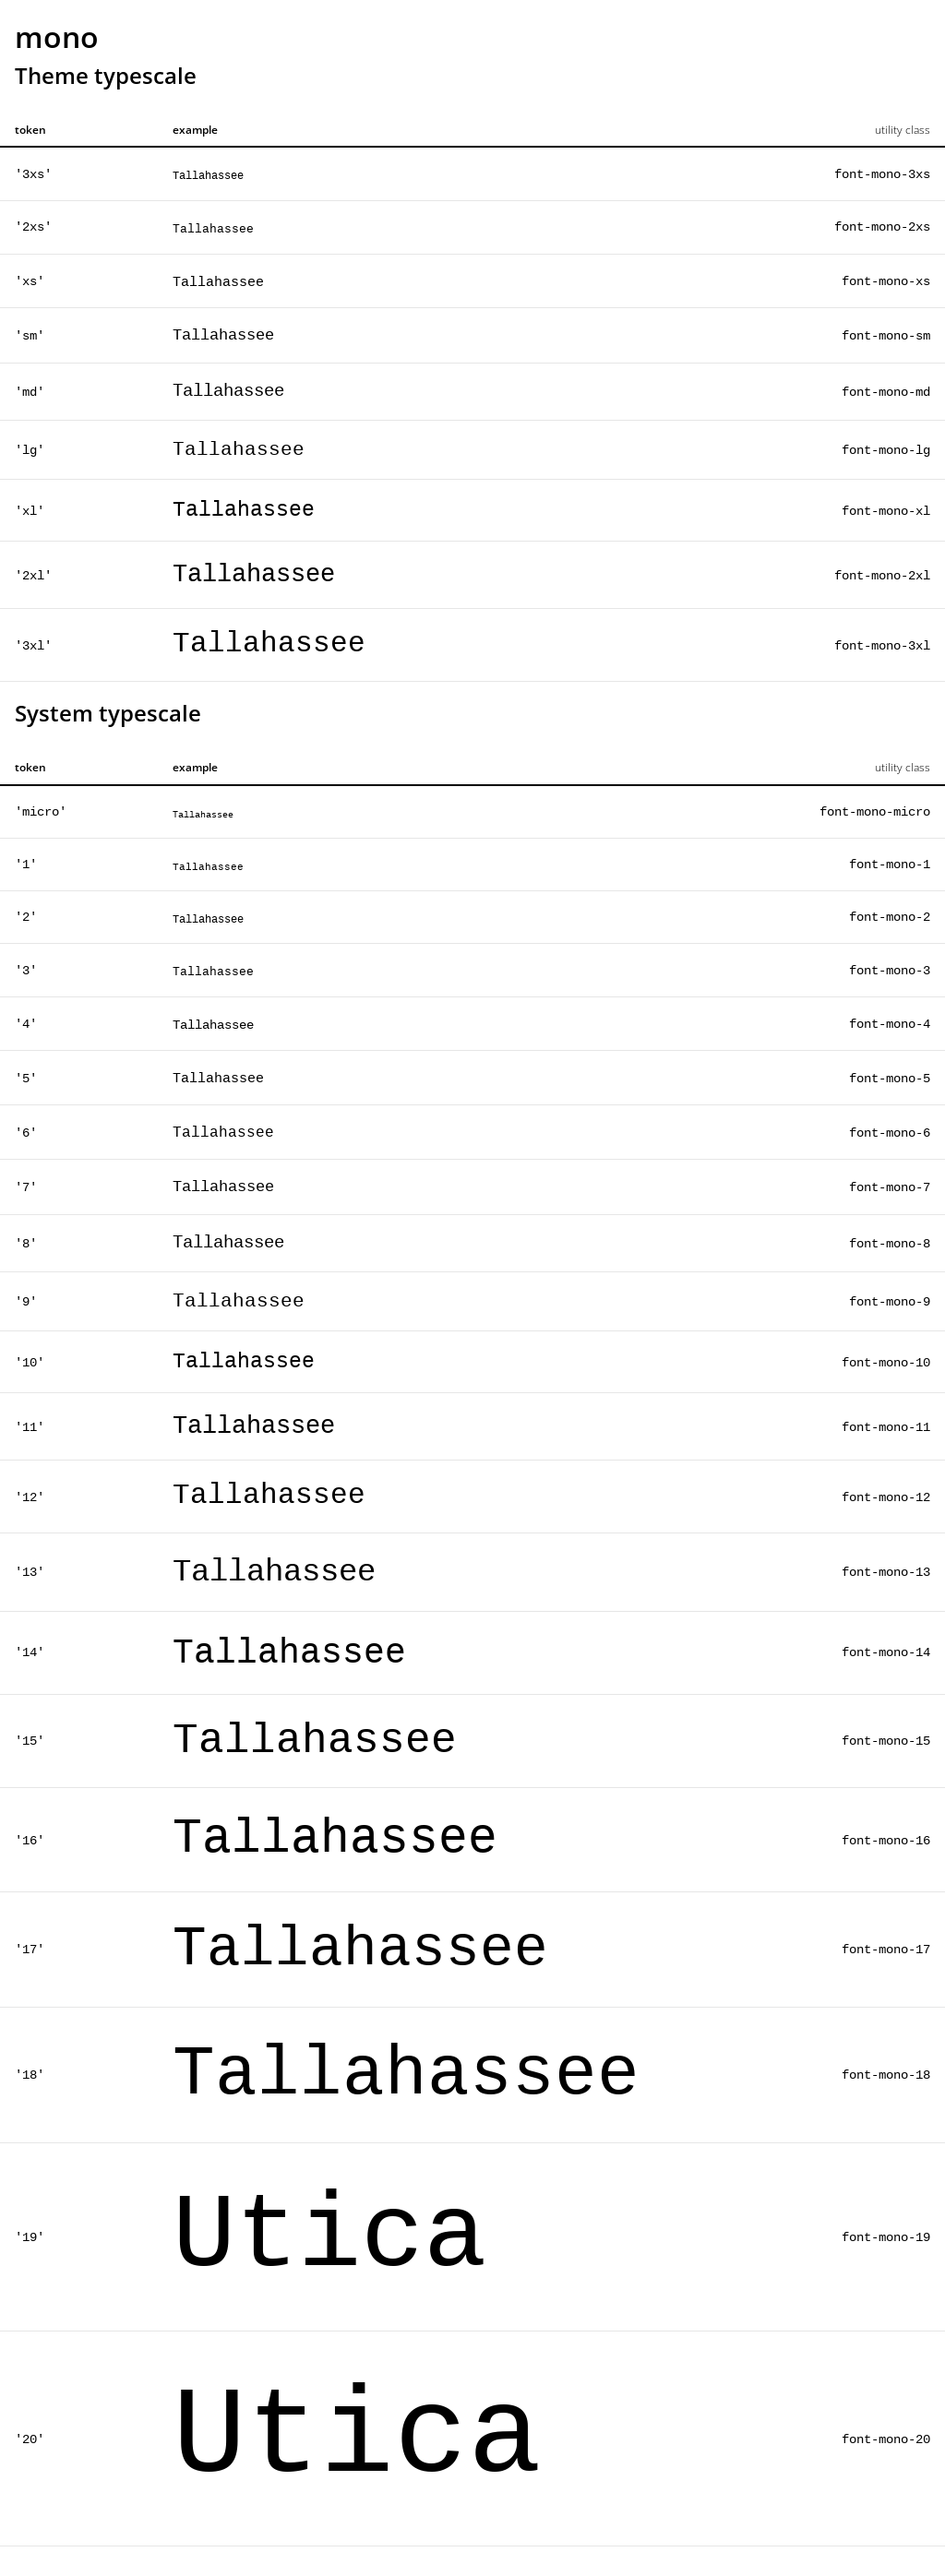 mono
Theme typescale
token example utility class
'3xs' Tallahassee font-mono-3xs
'2xs' Tallahassee font-mono-2xs
'xs' Tallahassee font-mono-xs
'sm' Tallahassee font-mono-sm
'md' Tallahassee font-mono-md
'lg' Tallahassee font-mono-lg
'xl' Tallahassee font-mono-xl
'2xl' Tallahassee font-mono-2xl
'3xl' Tallahassee font-mono-3xl
System typescale
token example utility class
'micro' Tallahassee font-mono-micro
'1' Tallahassee font-mono-1
'2' Tallahassee font-mono-2
'3' Tallahassee font-mono-3
'4' Tallahassee font-mono-4
'5' Tallahassee font-mono-5
'6' Tallahassee font-mono-6
'7' Tallahassee font-mono-7
'8' Tallahassee font-mono-8
'9' Tallahassee font-mono-9
'10' Tallahassee font-mono-10
'11' Tallahassee font-mono-11
'12' Tallahassee font-mono-12
'13' Tallahassee font-mono-13
'14' Tallahassee font-mono-14
'15' Tallahassee font-mono-15
'16' Tallahassee font-mono-16
'17' Tallahassee font-mono-17
'18' Tallahassee font-mono-18
'19' Utica font-mono-19
'20' Utica font-mono-20